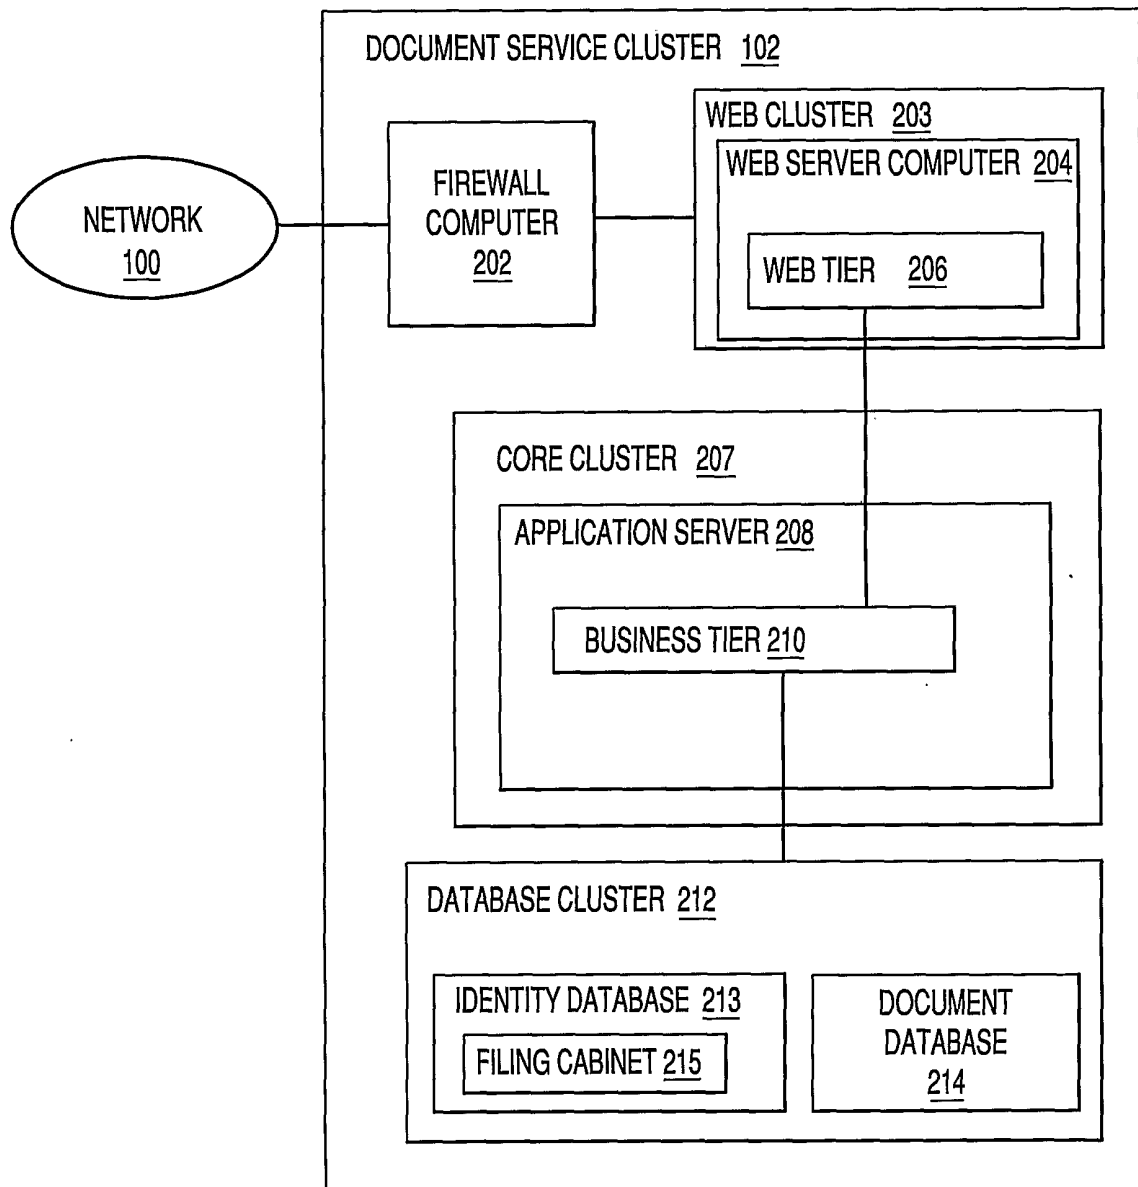 DOCUMENT SERVICE CLUSTER 102
WEB CLUSTER 203
WEB SERVER COMPUTER 204
WEB TIER 206
FIREWALL
COMPUTER
202
NETWORK
100
CORE CLUSTER 207
APPLICATION SERVER 208
BUSINESS TIER 210
DATABASE CLUSTER 212
IDENTITY DATABASE 213
FILING CABINET 215
DOCUMENT
DATABASE
214